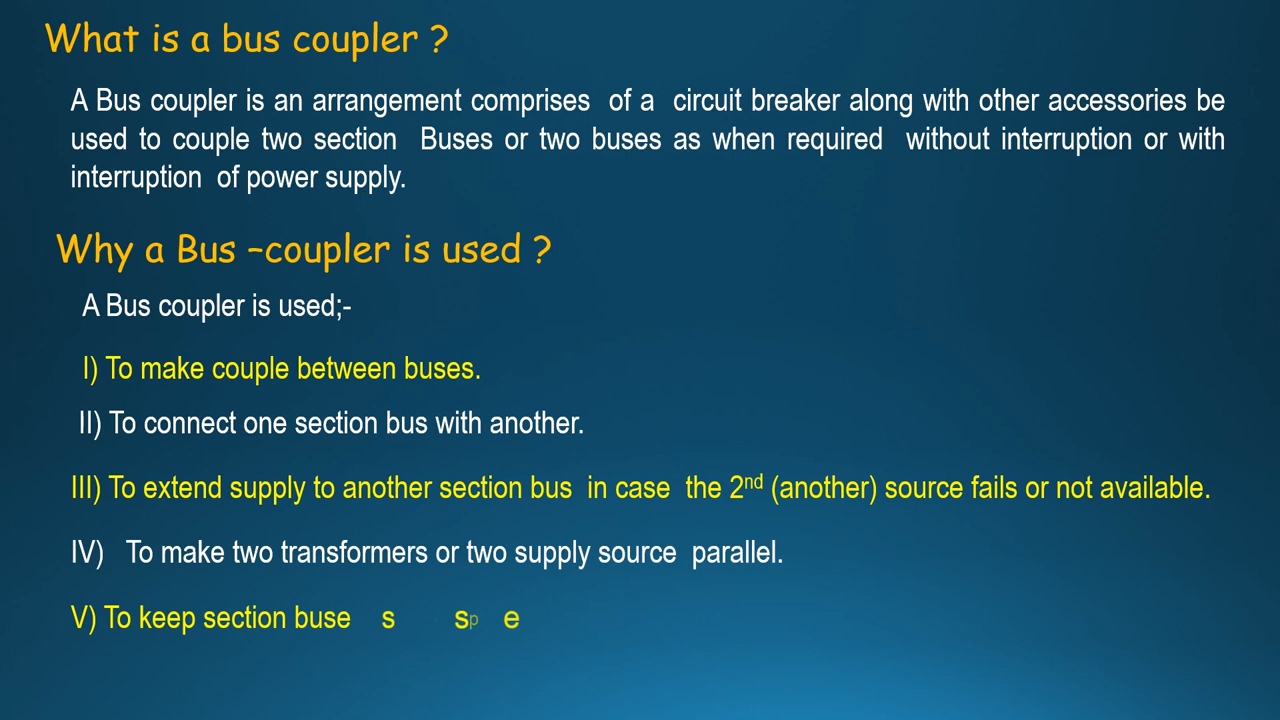 What is a bus coupler ?
A Bus coupler is an arrangement comprises of a circuit breaker along with other accessories be
used to couple two section Buses or two buses as when required without interruption or with
interruption of power supply.
Why a Bus –coupler is used ?
A Bus coupler is used;-
I) To make couple between buses.
II) To connect one section bus with another.
III) To extend supply to another section bus in case the 2nd (another) source fails or not available.
IV) To make two transformers or two supply source parallel.
V) To keep section buse s sp e